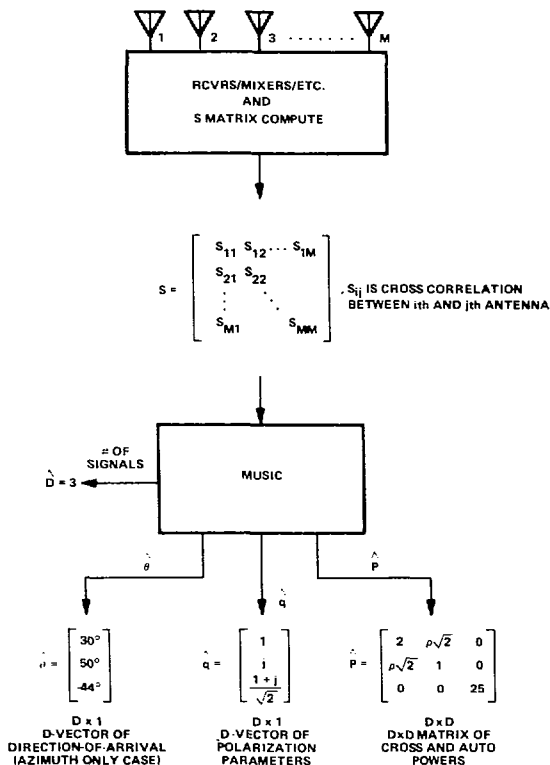 1 2 3 ....... M
RCVRS/MIXERS/ETC.
AND
S MATRIX COMPUTE
S11 S12 ... S1M
S21 S22
S =
SM1 SMM
, Sij IS CROSS CORRELATION
BETWEEN ith AND jth ANTENNA
# OF
SIGNALS
D̂ = 3
MUSIC
θ̂
q̂
P̂
θ̂ = [30° 50° -44°]
q̂ = [1 j (1 + j)/√2]
P̂ = [2 ρ√2 0
ρ√2 1 0
0 0 25]
D x 1
D-VECTOR OF
DIRECTION-OF-ARRIVAL
(AZIMUTH ONLY CASE)
D x 1
D-VECTOR OF
POLARIZATION
PARAMETERS
DxD
DxD MATRIX OF
CROSS AND AUTO
POWERS